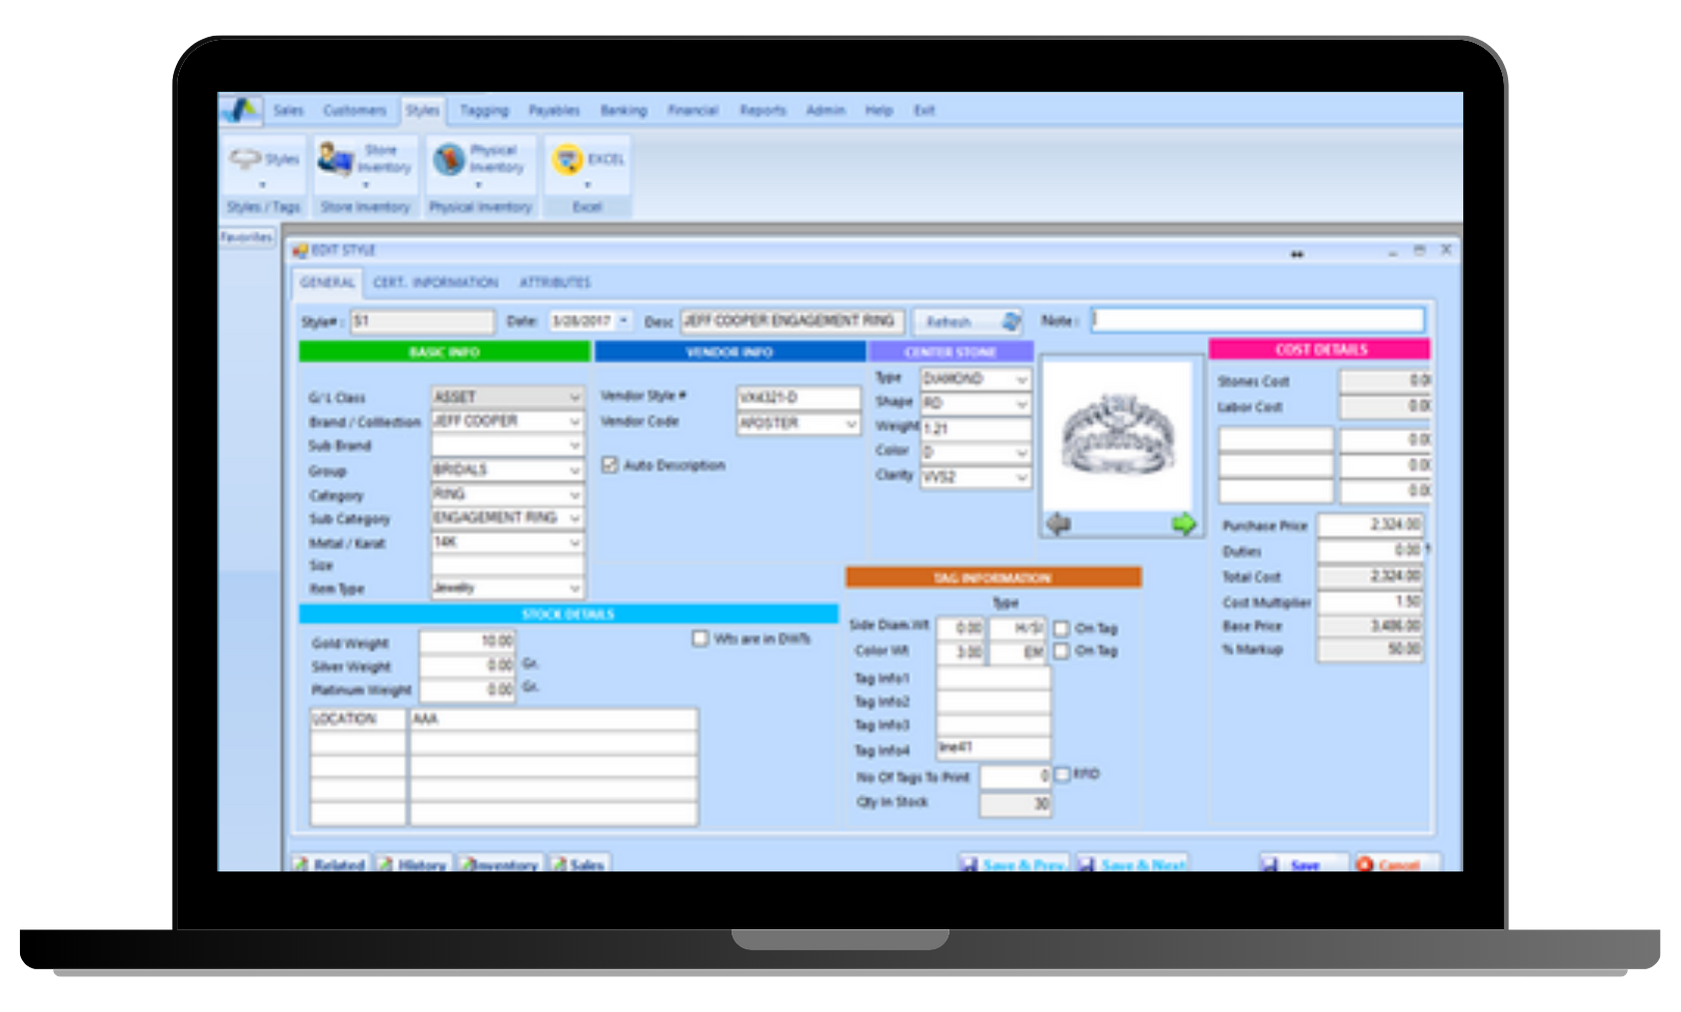 Sales Customers Styles Tagging Payables Banking Financial Reports Admin Help Exit
Styles
Store Inventory
Physical Inventory
EXCEL
Styles / Tags Store Inventory Physical Inventory Excel
Favorites
EDIT STYLE
GENERAL CERT. INFORMATION ATTRIBUTES
Style# : S1 Date: 3/28/2017 Desc JEFF COOPER ENGAGEMENT RING Refresh Note :
BASIC INFO
G/L Class ASSET
Brand / Collection JEFF COOPER
Sub Brand
Group BRIDALS
Category RING
Sub Category ENGAGEMENT RING
Metal / Karat 14K
Size
Item Type Jewelry
VENDOR INFO
Vendor Style # VX4321-D
Vendor Code
Auto Description
CENTER STONE
Type DIAMOND
Shape RD
Weight 1.21
Color D
Clarity VVS2
COST DETAILS
Stones Cost 0.0
Labor Cost 0.0
0.0
0.0
0.0
Purchase Price 2,324.00
Duties 0.00
Total Cost 2,324.00
Cost Multiplier 1.50
Base Price 3,486.00
% Markup 50.00
STOCK DETAILS
Gold Weight 10.00
Wts are in DWTs
Silver Weight 0.00 Gr.
Platinum Weight 0.00 Gr.
LOCATION AAA
TAG INFORMATION
Type
Side Diam.Wt 0.00 H/SI On Tag
Color Wt 3.00 EM On Tag
Tag Info1
Tag Info2
Tag Info3
Tag Info4 line4T
No Of Tags To Print 0 RFID
Qty In Stock 30
Related History Inventory Sales Save & Prev. Save & Next Save Cancel